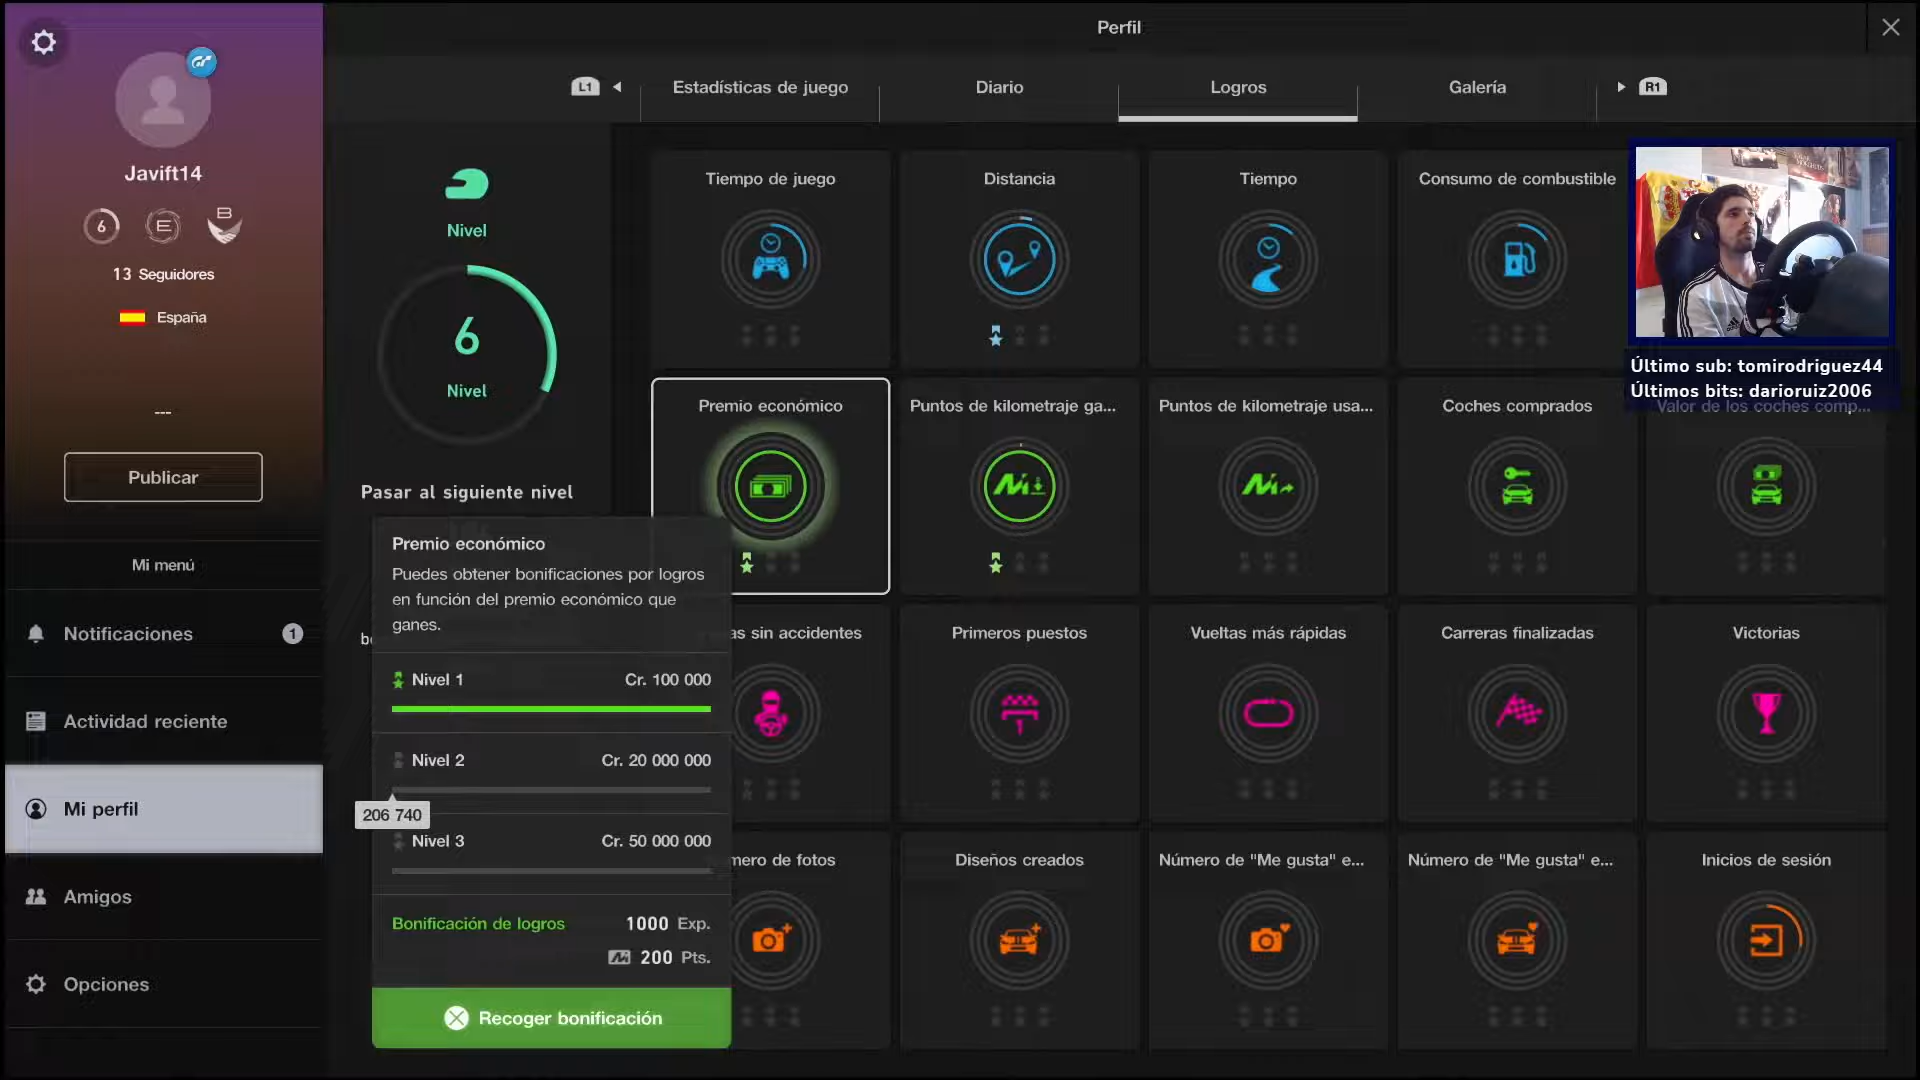 Perfil
L1
Estadísticas de juego
Diario
Logros
Galería
R1
Javift14
6
E
B
13 Seguidores
España
---
Publicar
Mi menú
Notificaciones
1
Actividad reciente
Mi perfil
Amigos
Opciones
Nivel
6
Nivel
Pasar al siguiente nivel
Tiempo de juego
Distancia
Tiempo
Consumo de combustible
Último sub: tomirodriguez44
Últimos bits: darioruiz2006
Premio económico
Puntos de kilometraje ga...
Puntos de kilometraje usa...
Coches comprados
Valor de los coches comp...
Premio económico
Puedes obtener bonificaciones por logros
en función del premio económico que
ganes.
Nivel 1 Cr. 100 000
Nivel 2 Cr. 20 000 000
206 740
Nivel 3 Cr. 50 000 000
Bonificación de logros 1000 Exp.
200 Pts.
Recoger bonificación
as sin accidentes
Primeros puestos
Vueltas más rápidas
Carreras finalizadas
Victorias
mero de fotos
Diseños creados
Número de "Me gusta" e...
Número de "Me gusta" e...
Inicios de sesión